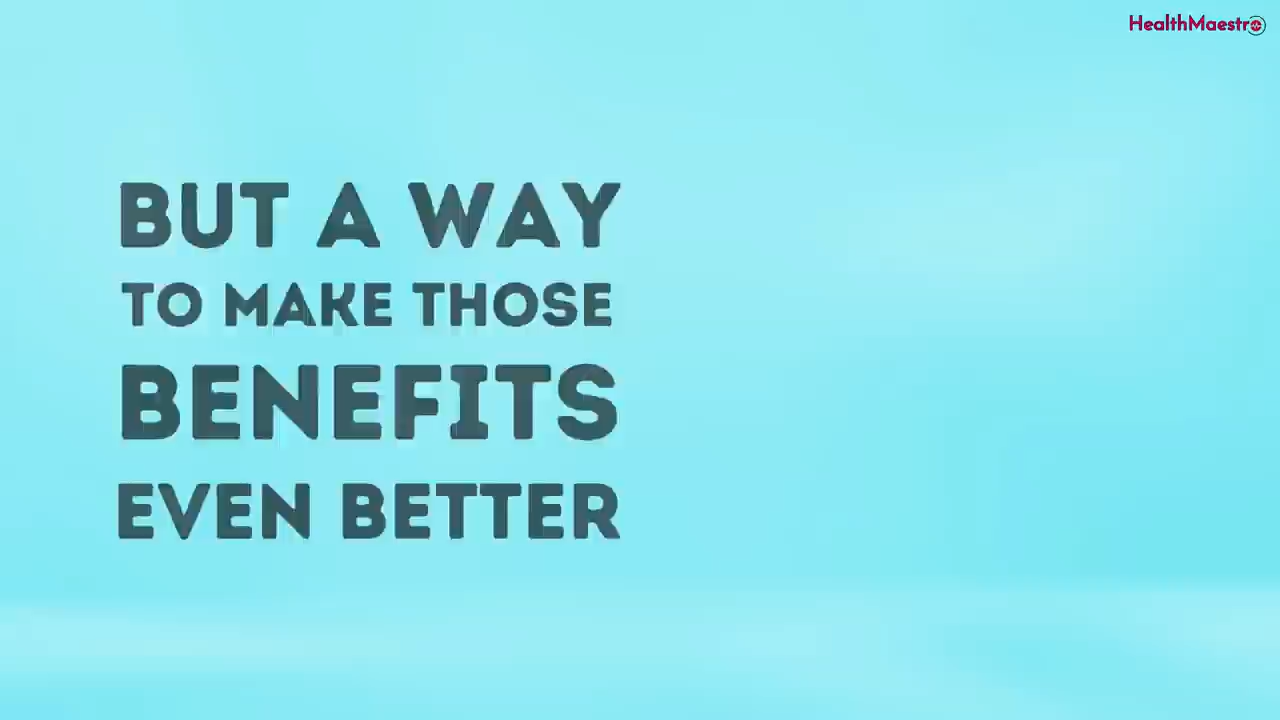 HealthMaestro
BUT A WAY
TO MAKE THOSE
BENEFITS
EVEN BETTER